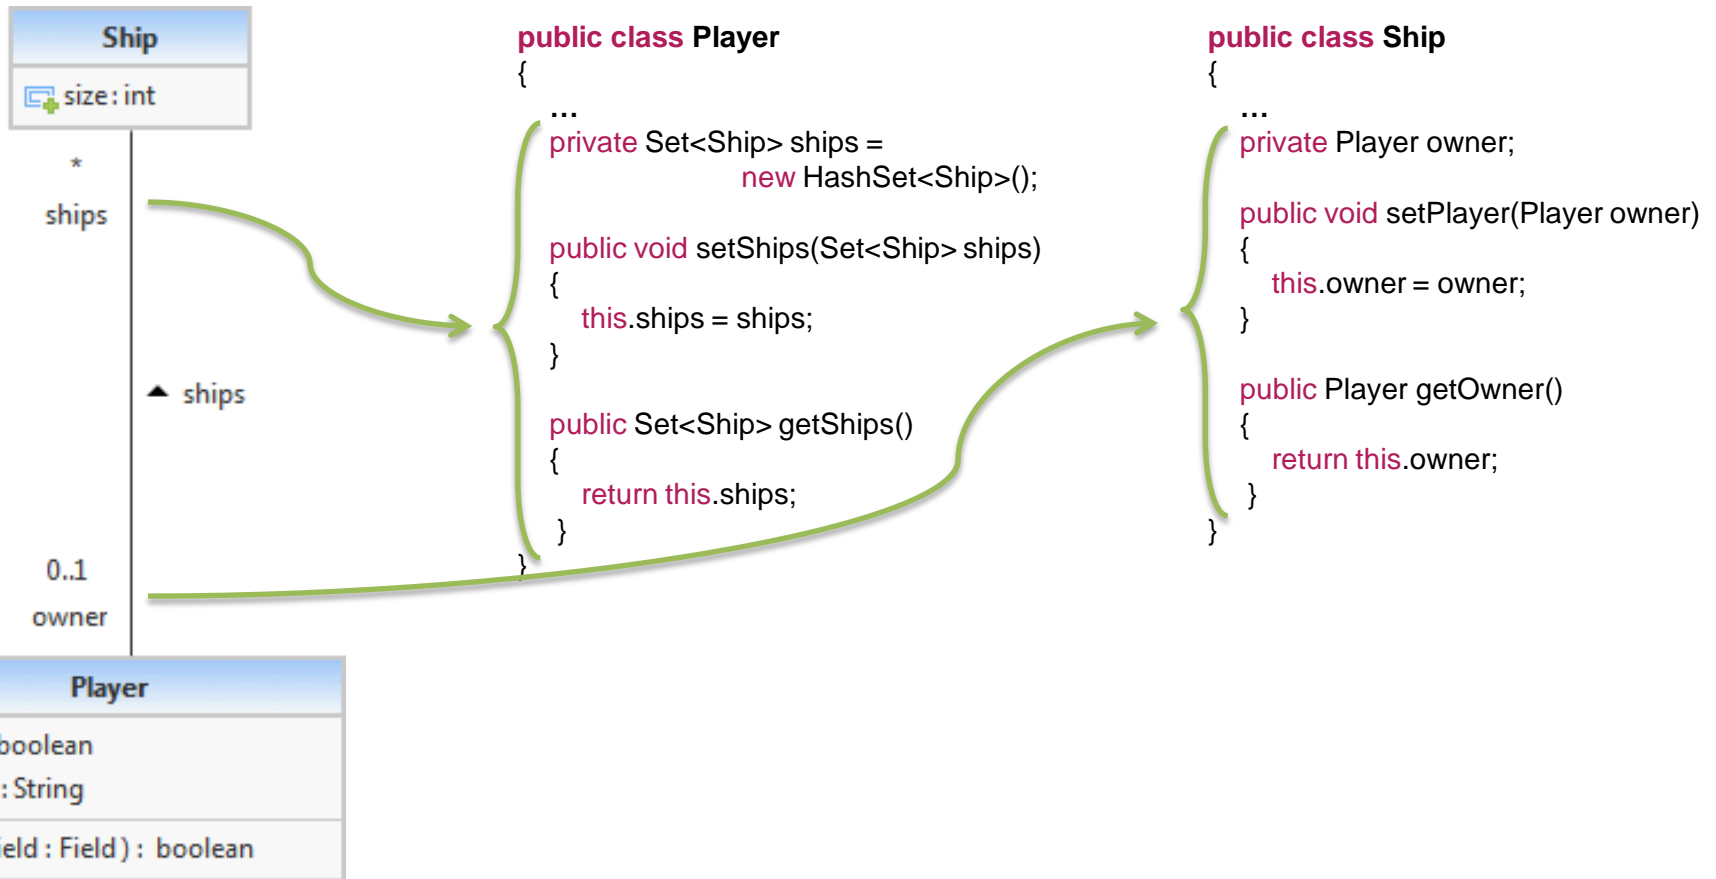 Ship
size : int
*
ships
ships
0..1
owner
Player
boolean
: String
ield : Field ) : boolean
public class Player
{
...
private Set<Ship> ships =
new HashSet<Ship>();
public void setShips(Set<Ship> ships)
{
this.ships = ships;
}
public Set<Ship> getShips()
{
return this.ships;
}
}
public class Ship
{
...
private Player owner;
public void setPlayer(Player owner)
{
this.owner = owner;
}
public Player getOwner()
{
return this.owner;
}
}